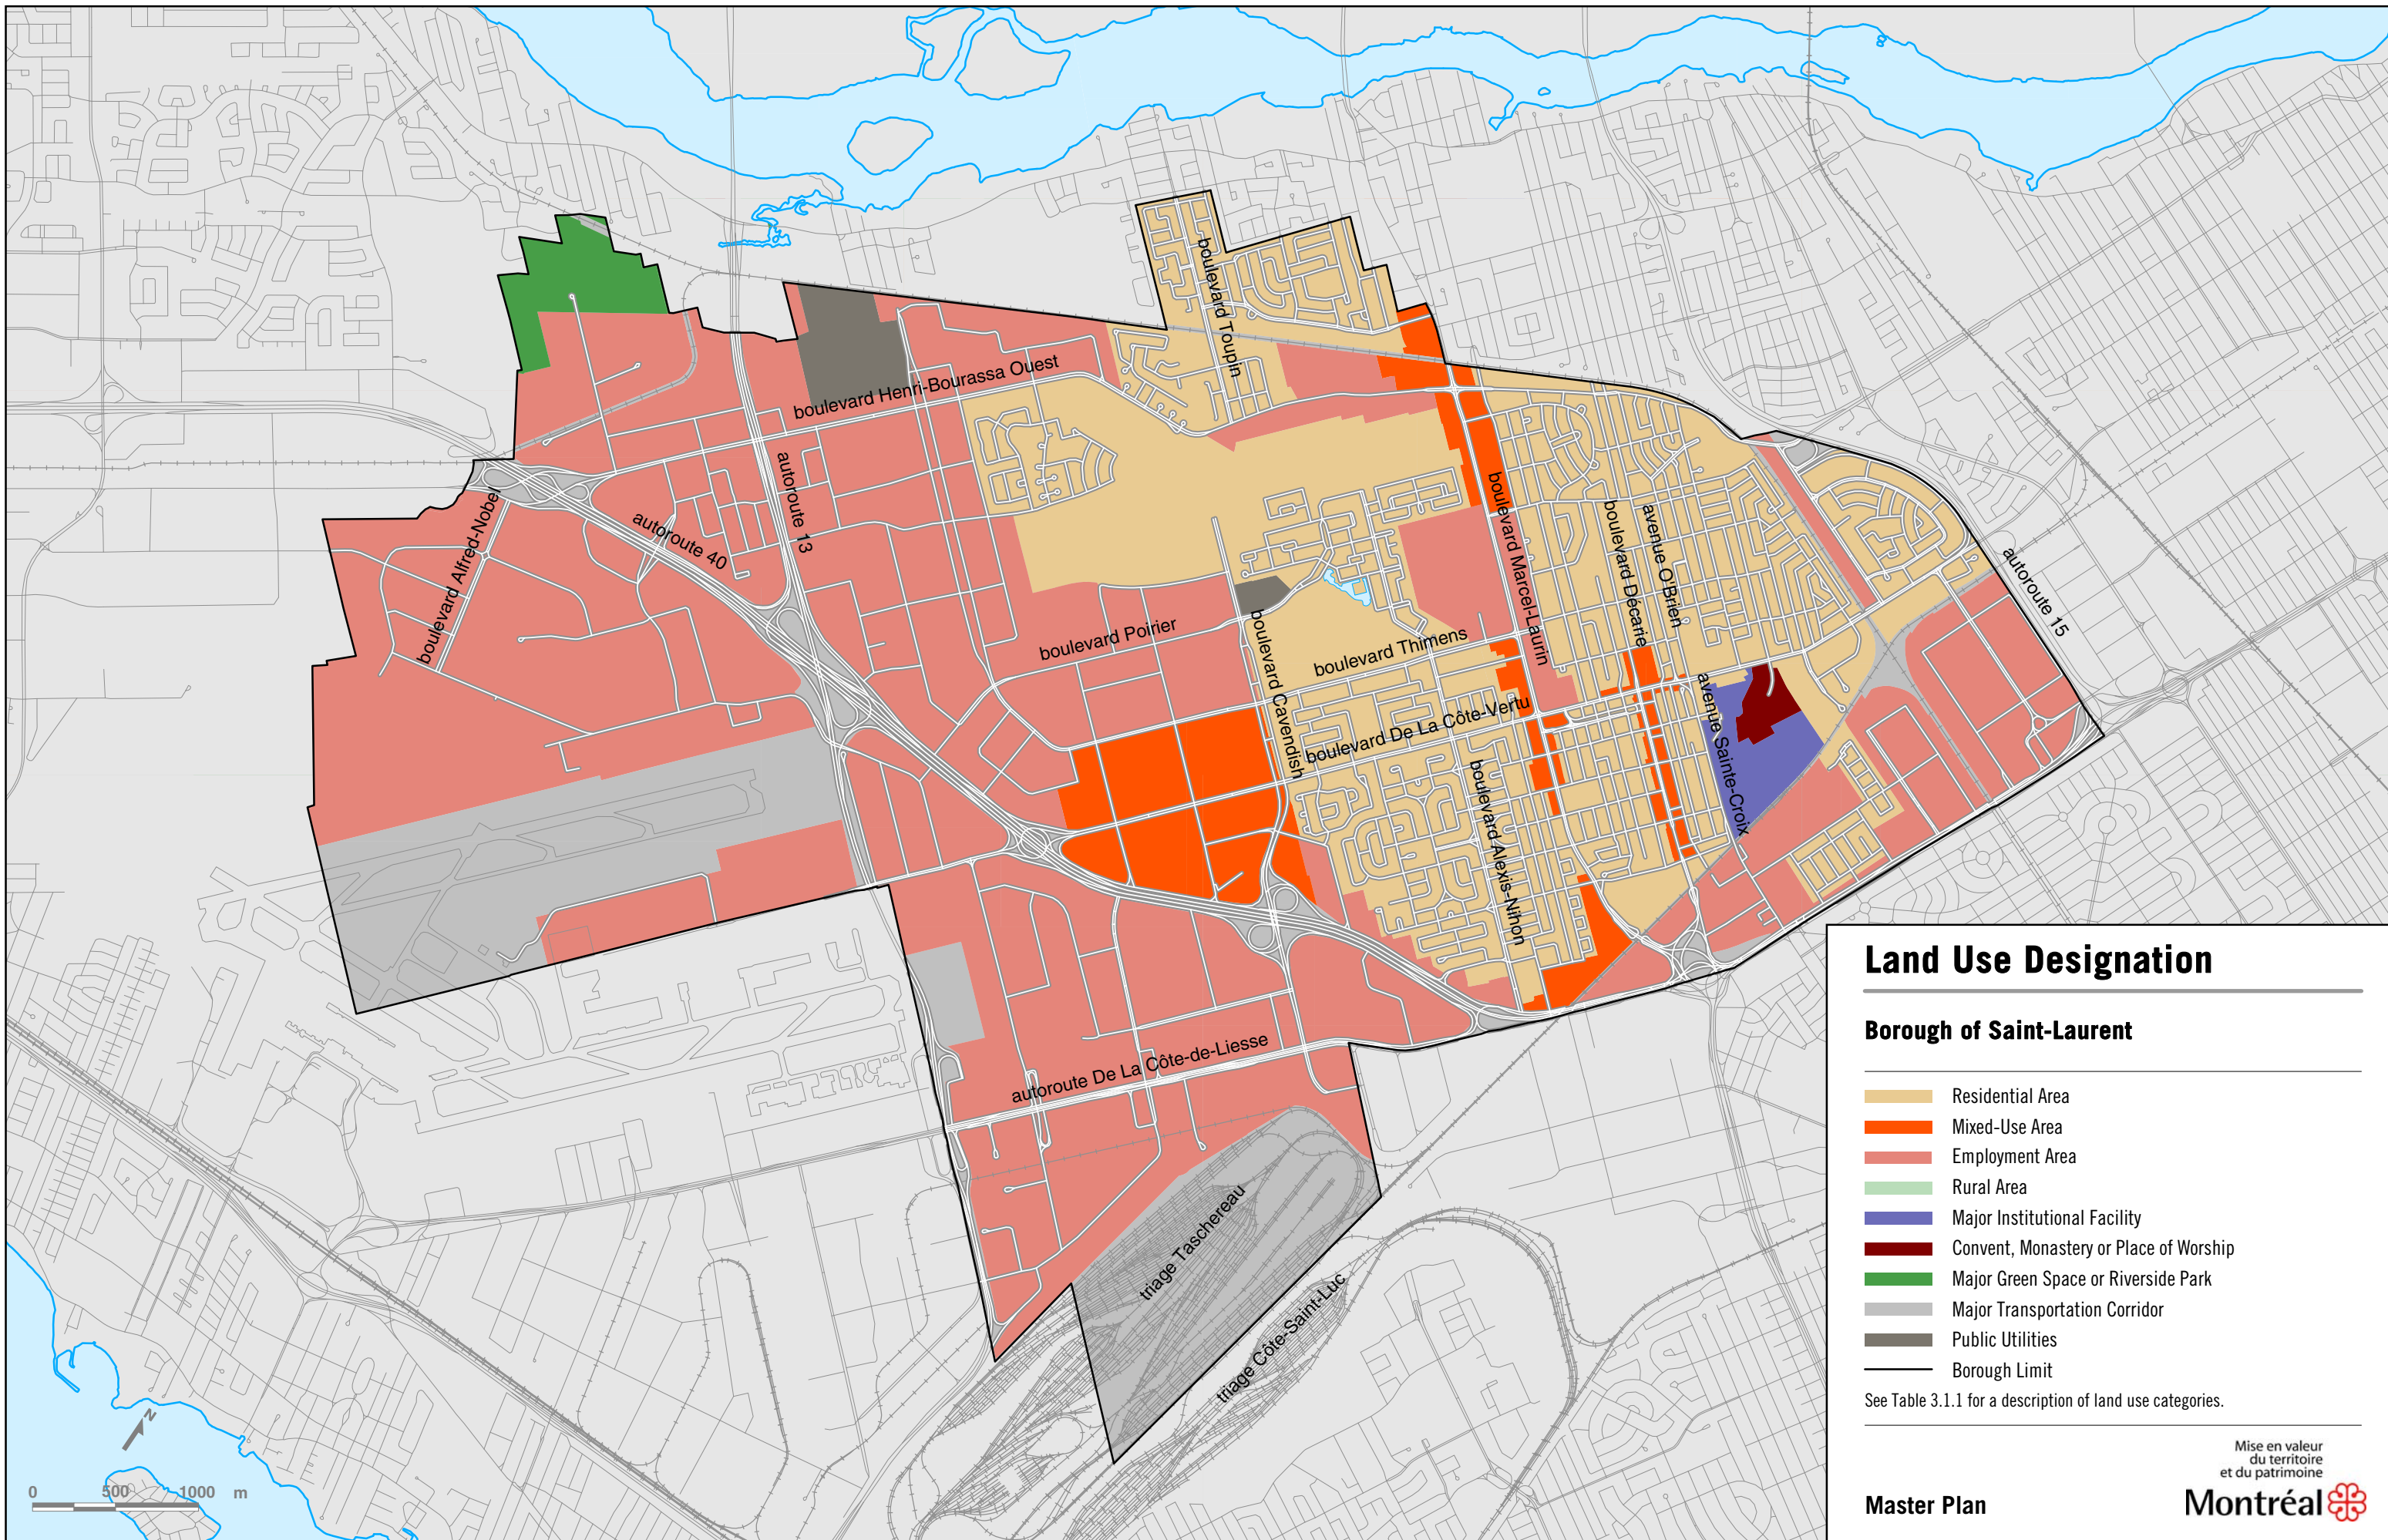 boulevard Toupin
boulevard Henri-Bourassa Ouest
autoroute 13
boulevard Alfred-Nobel
autoroute 40
boulevard Marcel-Laurin
boulevard Décarie
avenue O'Brien
autoroute 15
boulevard Poirier
boulevard Cavendish
boulevard Thimens
boulevard De La Côte-Vertu
avenue Sainte-Croix
boulevard Alexis-Nihon
autoroute De La Côte-de-Liesse
triage Taschereau
triage Côte-Saint-Luc
N
0 500 1000 m
Land Use Designation
Borough of Saint-Laurent
Residential Area
Mixed-Use Area
Employment Area
Rural Area
Major Institutional Facility
Convent, Monastery or Place of Worship
Major Green Space or Riverside Park
Major Transportation Corridor
Public Utilities
Borough Limit
See Table 3.1.1 for a description of land use categories.
Mise en valeur
du territoire
et du patrimoine
Master Plan
Montréal